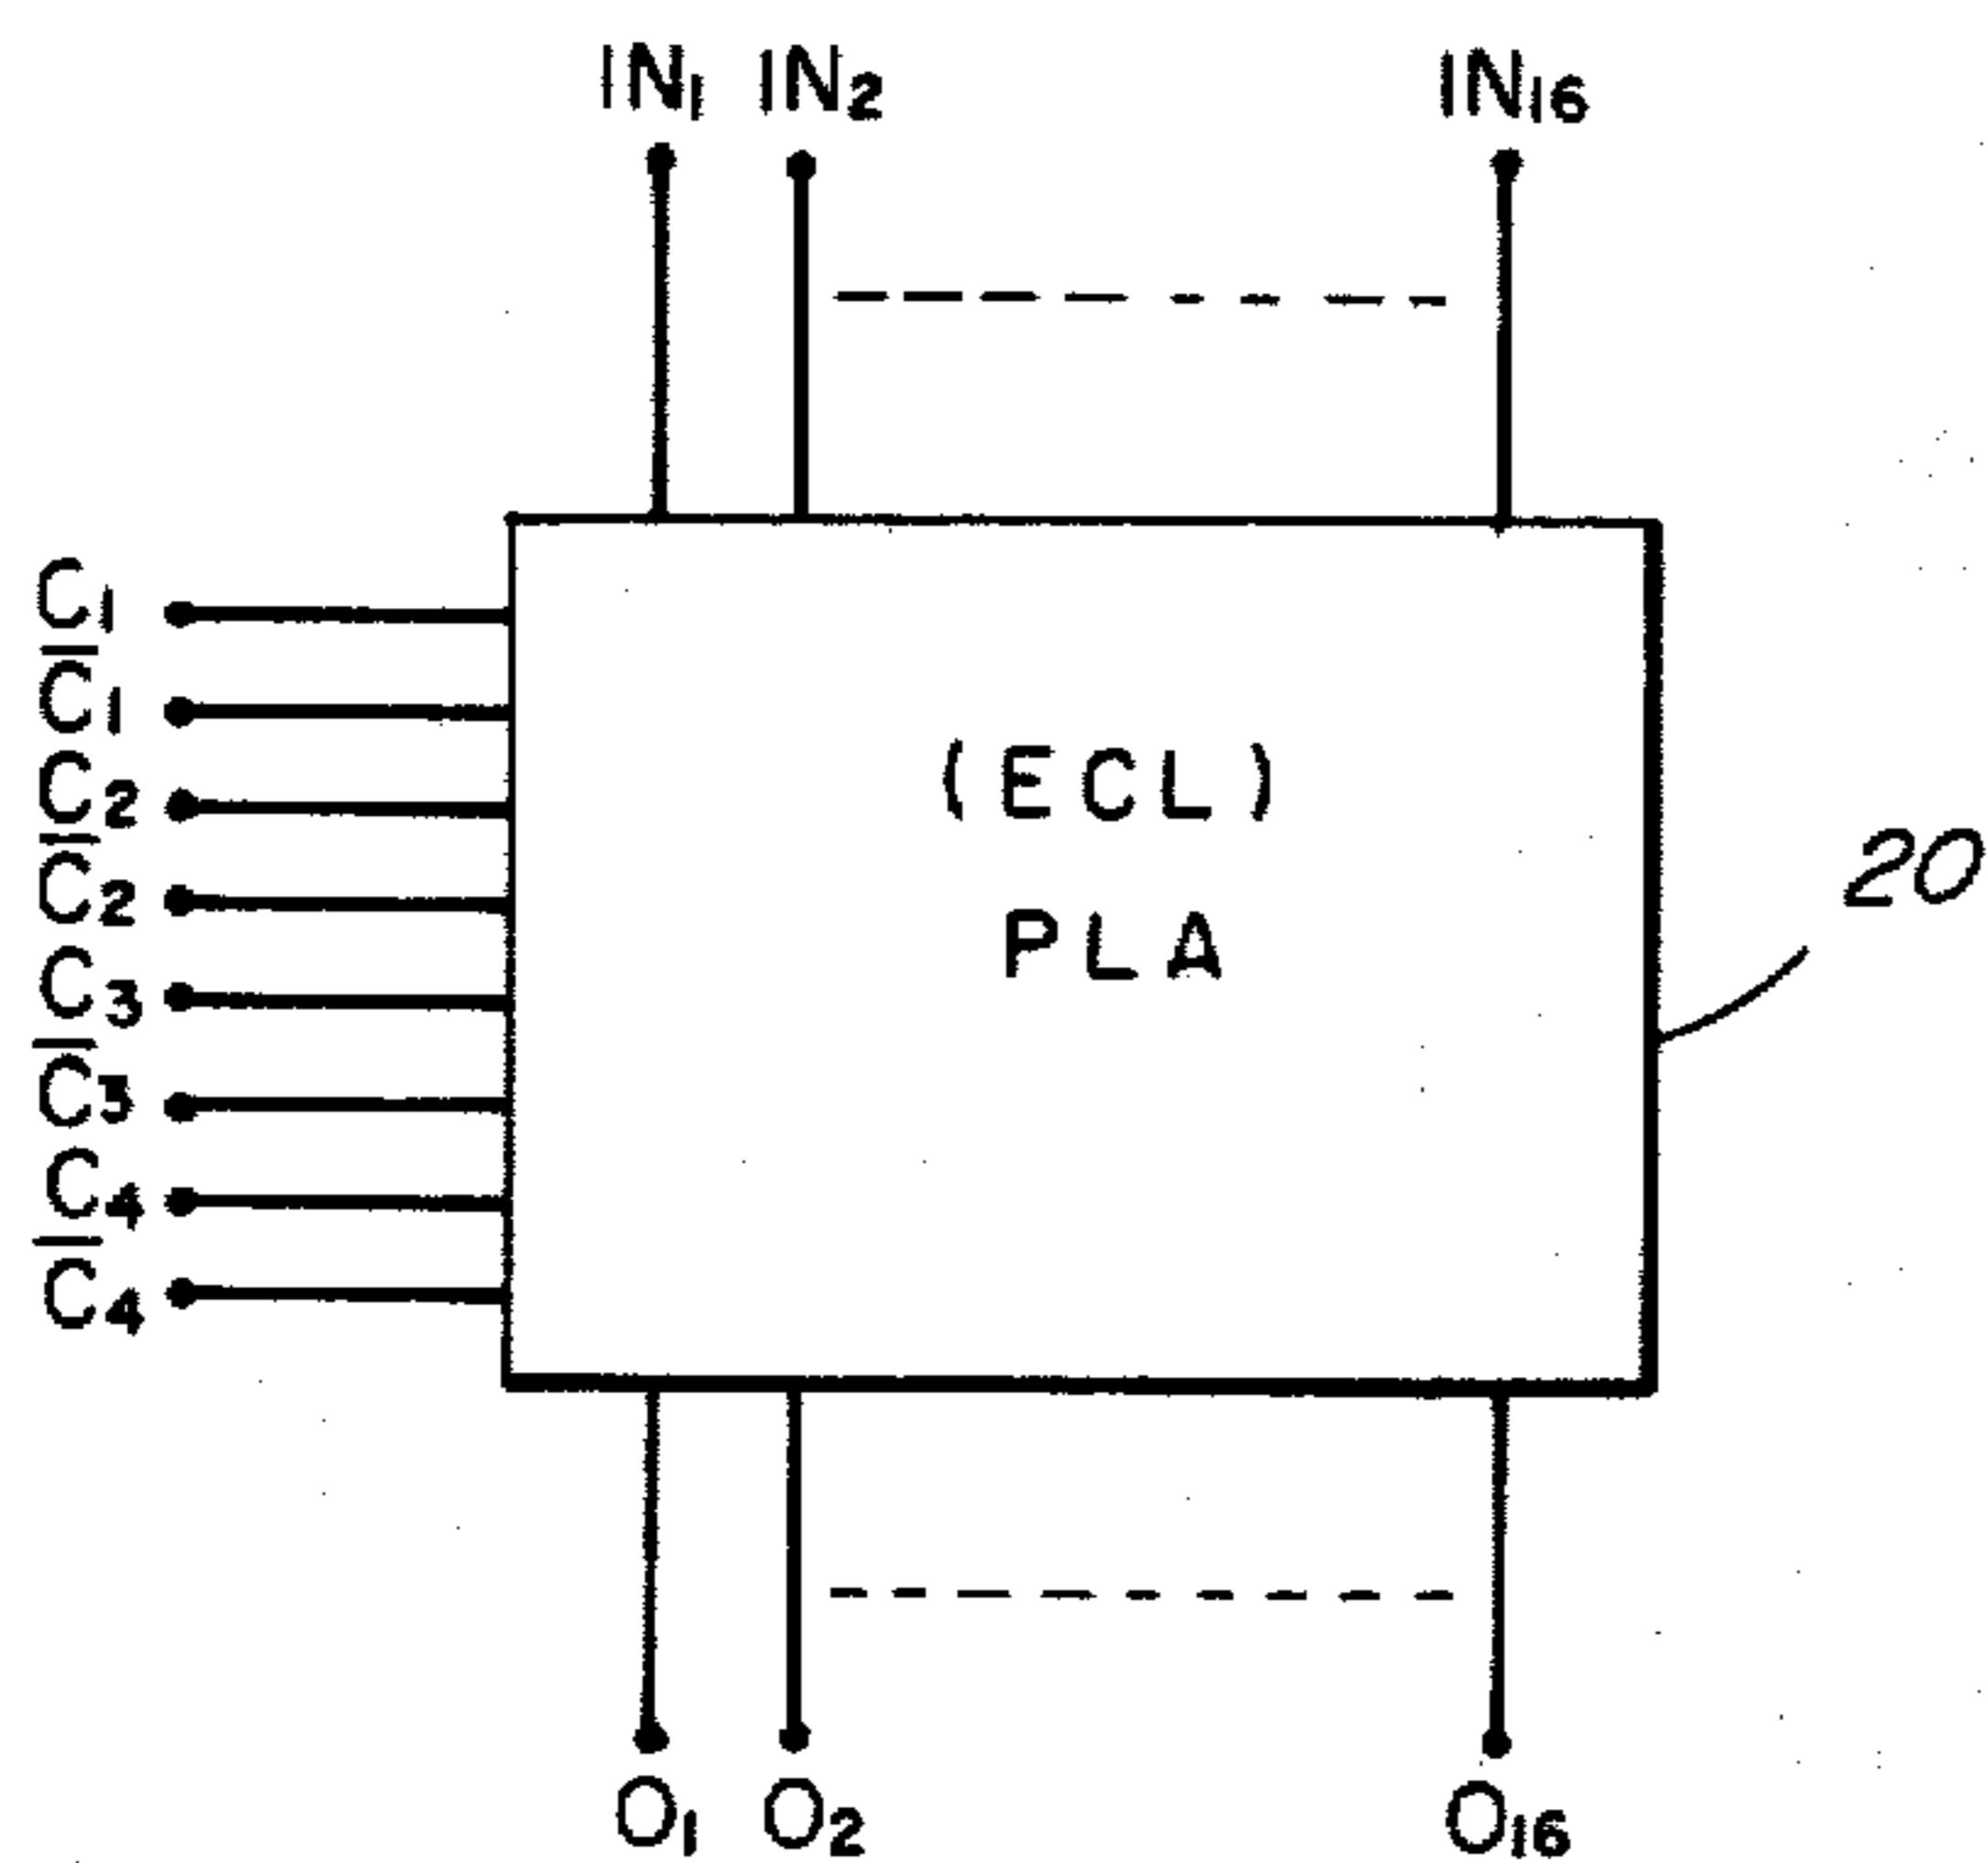 IN₁ IN₂ IN₁₆
C₁
C̅₁
C₂
C̅₂
C₃
C̅₃
C₄
C̅₄
(ECL)
PLA
20
O₁ O₂ O₁₆